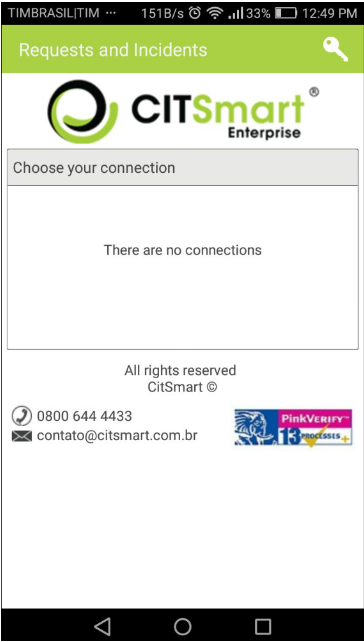 TIMBRASIL|TIM ··· 151B/s 33% 12:49 PM
Requests and Incidents
CITSmart ®
Enterprise
Choose your connection
There are no connections
All rights reserved
CitSmart ©
0800 644 4433
contato@citsmart.com.br
PinkVERIFY™
13 PROCESSES +